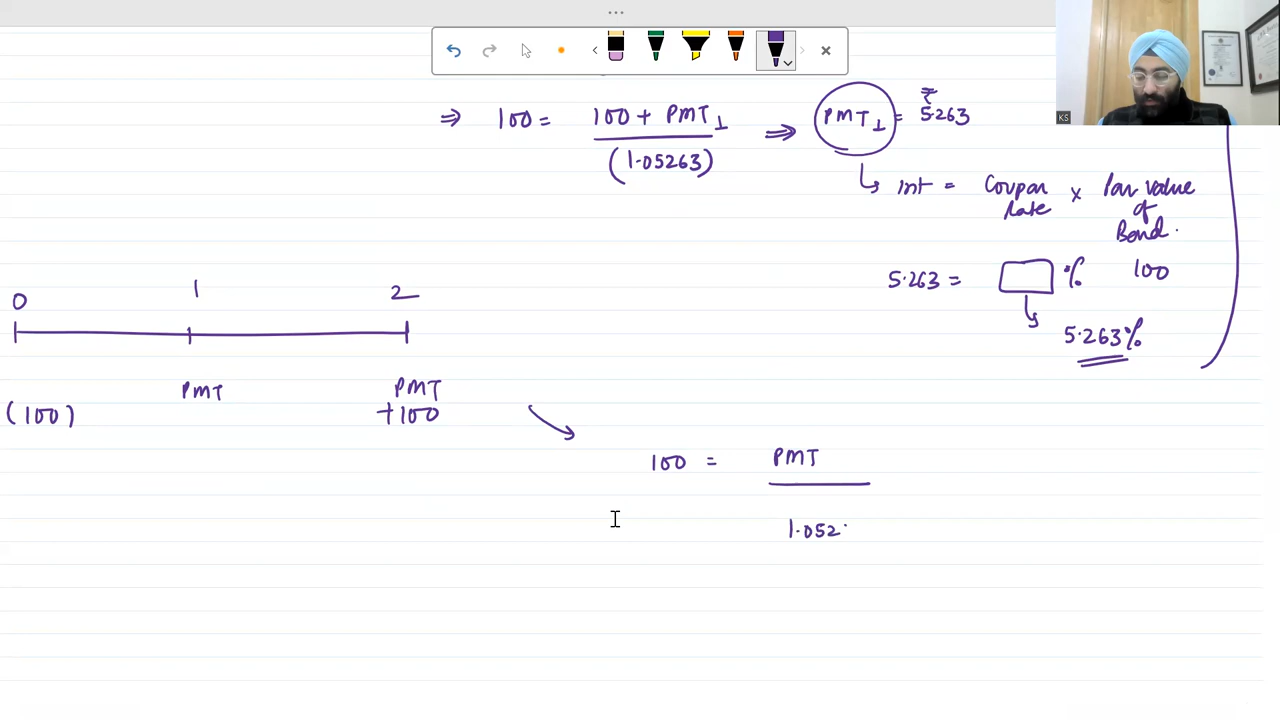 ⇒ 100 = 100 + PMT₁ / (1.05263) ⇒ PMT₁ = ₹ 5.263
↳ Int = Coupon Rate × Par value of Bond.
5.263 = % 100
5.263%
0 1 2
PMT PMT
(100) +100
100 = PMT
1.052.
KS